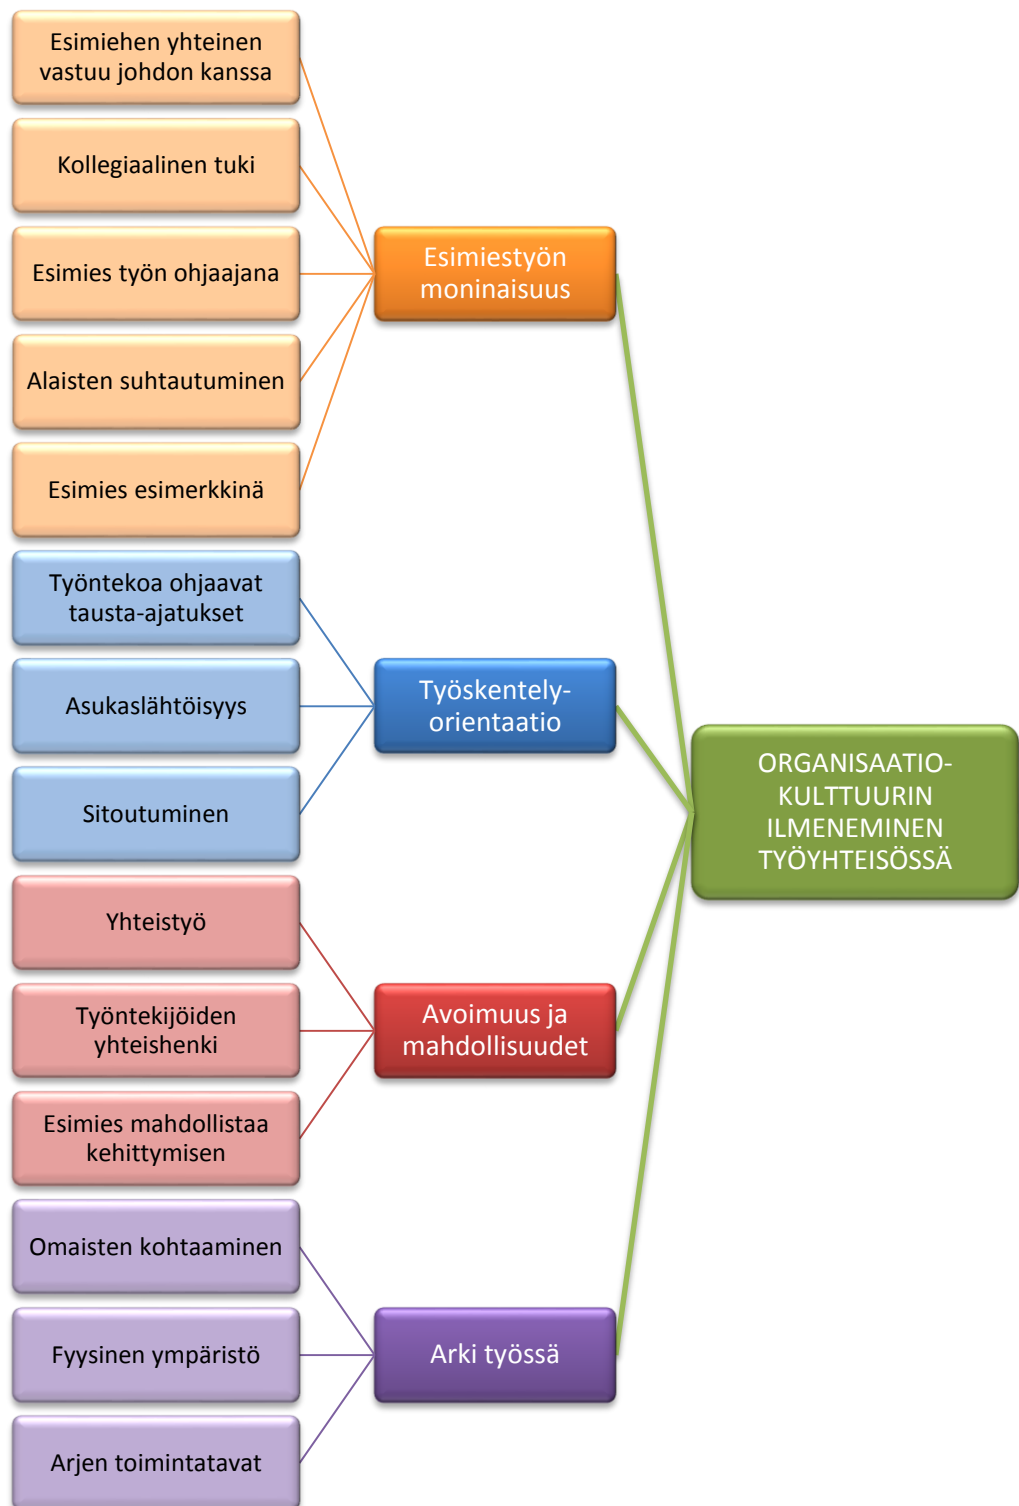 Esimiehen yhteinen
vastuu johdon kanssa
Kollegiaalinen tuki
Esimies työn ohjaajana
Alaisten suhtautuminen
Esimies esimerkkinä
Esimiestyön
moninaisuus
Työntekoa ohjaavat
tausta-ajatukset
Asukaslähtöisyys
Sitoutuminen
Työskentely-
orientaatio
Yhteistyö
Työntekijöiden
yhteishenki
Esimies mahdollistaa
kehittymisen
Avoimuus ja
mahdollisuudet
Omaisten kohtaaminen
Fyysinen ympäristö
Arjen toimintatavat
Arki työssä
ORGANISAATIO-
KULTTUURIN
ILMENEMINEN
TYÖYHTEISÖSSÄ